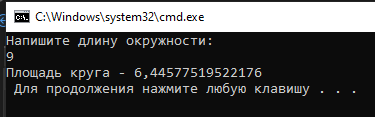 C:\Windows\system32\cmd.exe
Напишите длину окружности:
9
Площадь круга - 6,44577519522176
Для продолжения нажмите любую клавишу . . .